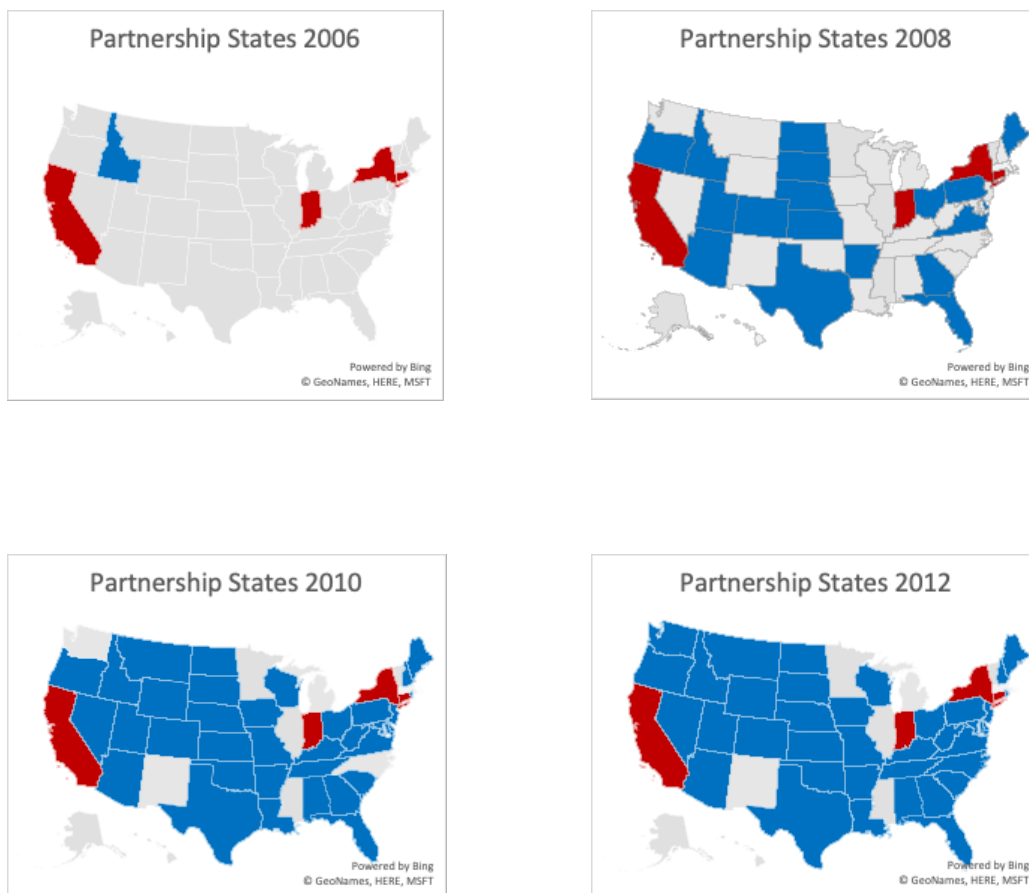 Partnership States 2006
Powered by Bing
© GeoNames, HERE, MSFT
Partnership States 2008
Powered by Bing
© GeoNames, HERE, MSFT
Partnership States 2010
Powered by Bing
© GeoNames, HERE, MSFT
Partnership States 2012
Powered by Bing
© GeoNames, HERE, MSFT